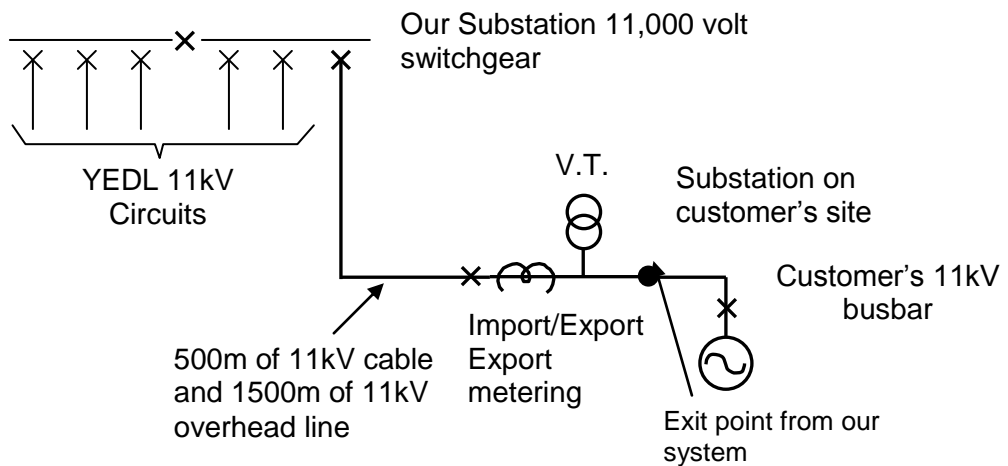 Our Substation 11,000 volt
switchgear
YEDL 11kV
Circuits
V.T.
Substation on
customer’s site
Customer’s 11kV
busbar
Import/Export
Export
metering
500m of 11kV cable
and 1500m of 11kV
overhead line
Exit point from our
system